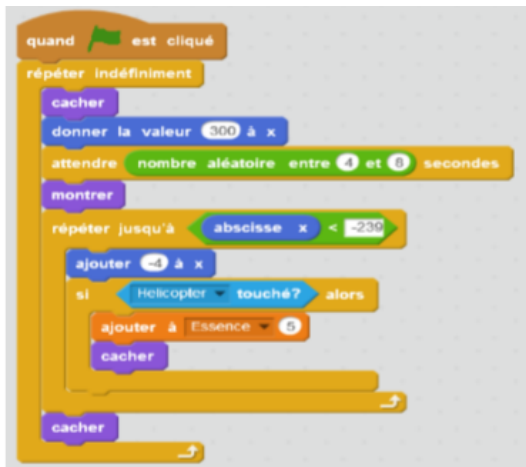 quand est cliqué
répéter indéfiniment
cacher
donner la valeur 300 à x
attendre nombre aléatoire entre 4 et 8 secondes
montrer
répéter jusqu'à abscisse x < -239
ajouter -4 à x
si Helicopter touché? alors
ajouter à Essence 5
cacher
cacher